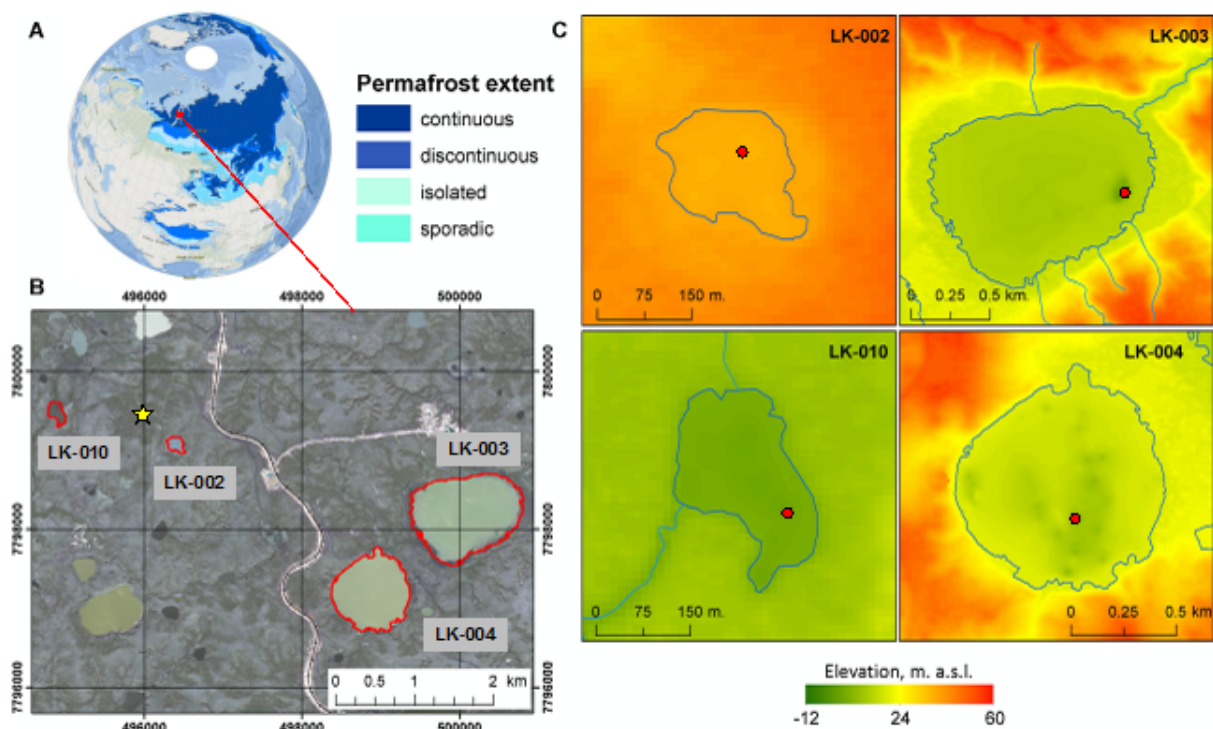 A
Permafrost extent
continuous
discontinuous
isolated
sporadic
B
496000
498000
500000
7800000
7800000
7798000
7798000
7796000
7796000
LK-010
LK-002
LK-003
LK-004
0 0.5 1 2
km
496000
498000
500000
C
LK-002
0 75 150 m.
LK-003
0 0.25 0.5 km.
LK-010
0 75 150 m.
LK-004
0 0.25 0.5 km
Elevation, m. a.s.l.
-12 24 60